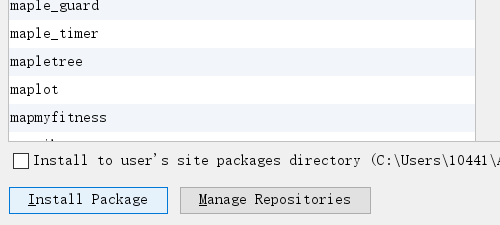 maple_guard
maple_timer
mapletree
maplot
mapmyfitness
Install to user's site packages directory (C:\Users\10441\A
Install Package
Manage Repositories